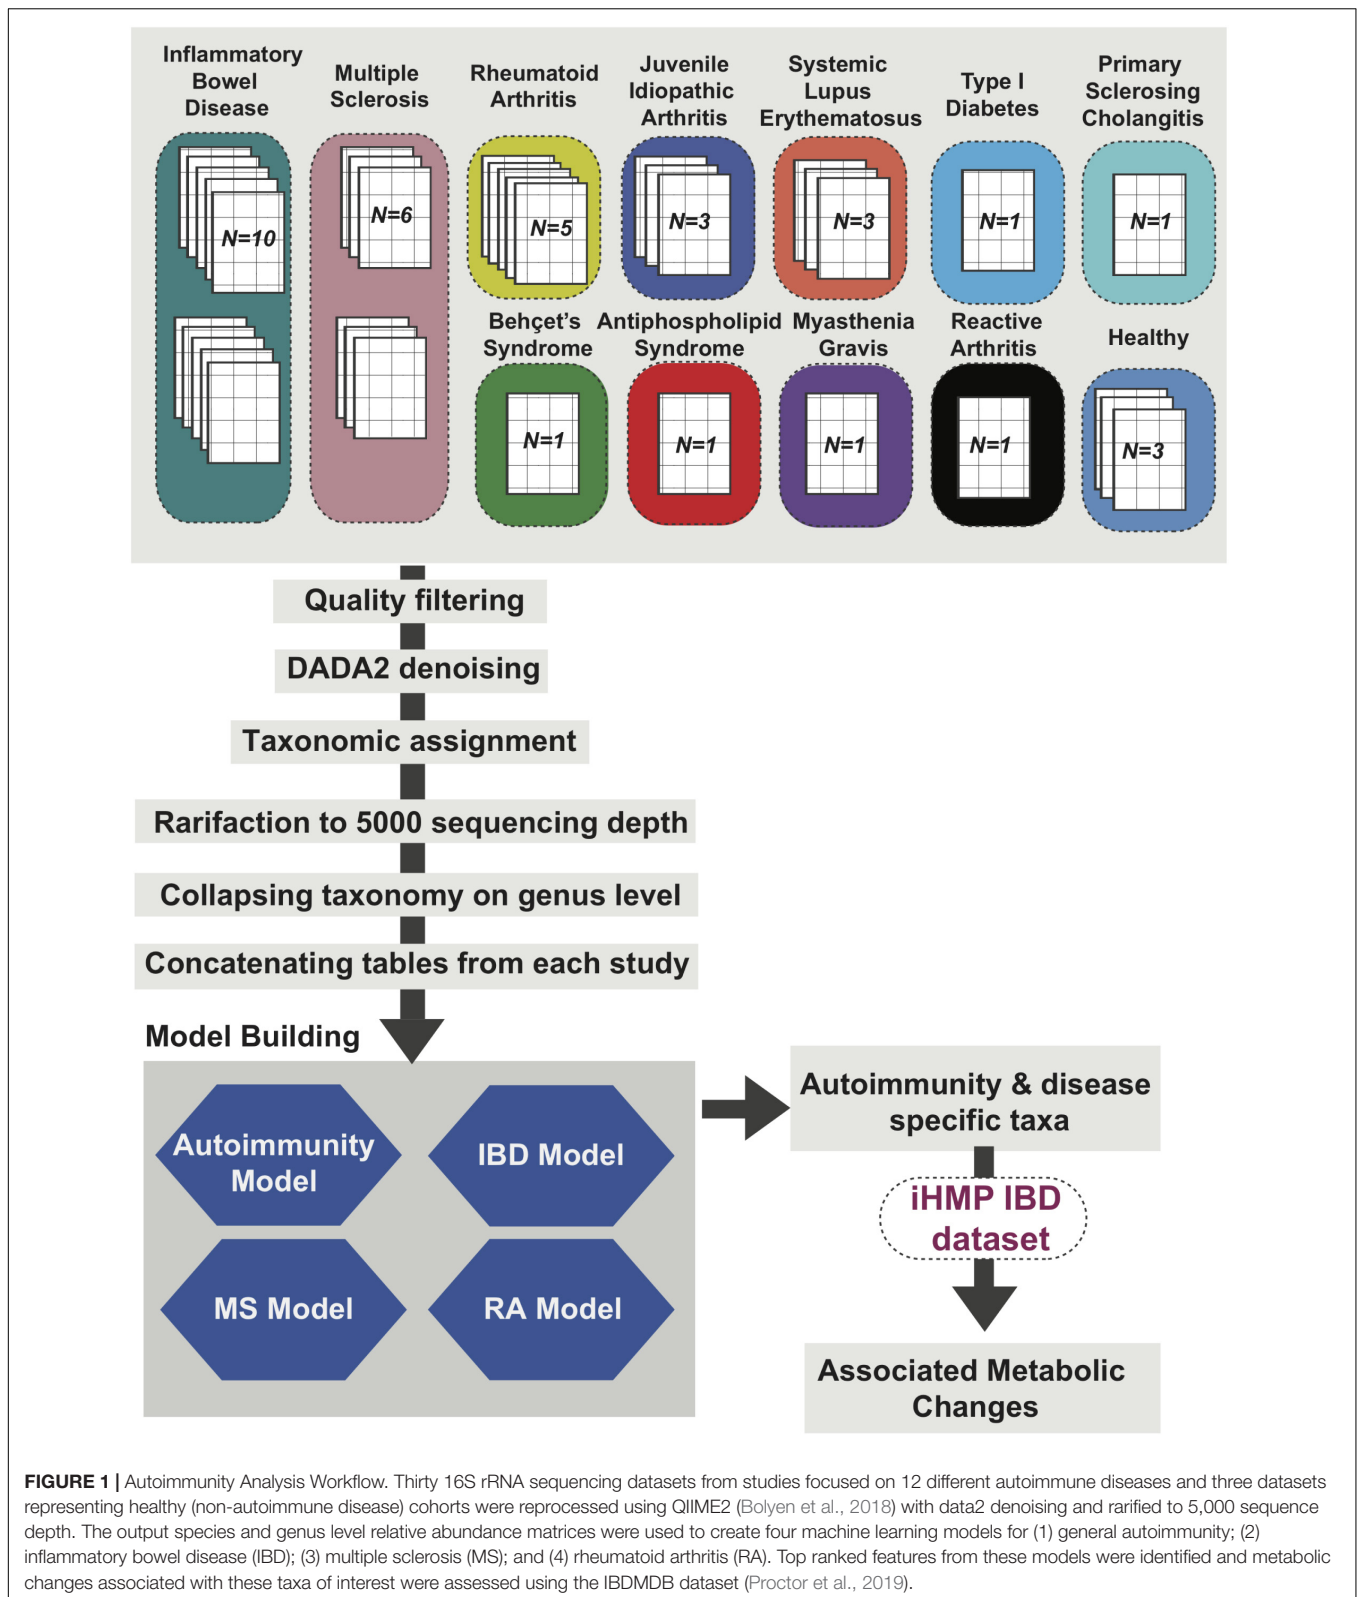 Inflammatory
Bowel
Disease
Multiple
Sclerosis
Rheumatoid
Arthritis
Juvenile
Idiopathic
Arthritis
Systemic
Lupus
Erythematosus
Type I
Diabetes
Primary
Sclerosing
Cholangitis
N=10
N=6
N=5
N=3
N=3
N=1
N=1
Behçet's
Syndrome
Antiphospholipid
Syndrome
Myasthenia
Gravis
Reactive
Arthritis
Healthy
N=1
N=1
N=1
N=1
N=3
Quality filtering
DADA2 denoising
Taxonomic assignment
Rarifaction to 5000 sequencing depth
Collapsing taxonomy on genus level
Concatenating tables from each study
Model Building
Autoimmunity
Model
IBD Model
MS Model
RA Model
Autoimmunity & disease
specific taxa
iHMP IBD
dataset
Associated Metabolic
Changes
FIGURE 1 | Autoimmunity Analysis Workflow. Thirty 16S rRNA sequencing datasets from studies focused on 12 different autoimmune diseases and three datasets
representing healthy (non-autoimmune disease) cohorts were reprocessed using QIIME2 (Bolyen et al., 2018) with data2 denoising and rarified to 5,000 sequence
depth. The output species and genus level relative abundance matrices were used to create four machine learning models for (1) general autoimmunity; (2)
inflammatory bowel disease (IBD); (3) multiple sclerosis (MS); and (4) rheumatoid arthritis (RA). Top ranked features from these models were identified and metabolic
changes associated with these taxa of interest were assessed using the IBDMDB dataset (Proctor et al., 2019).